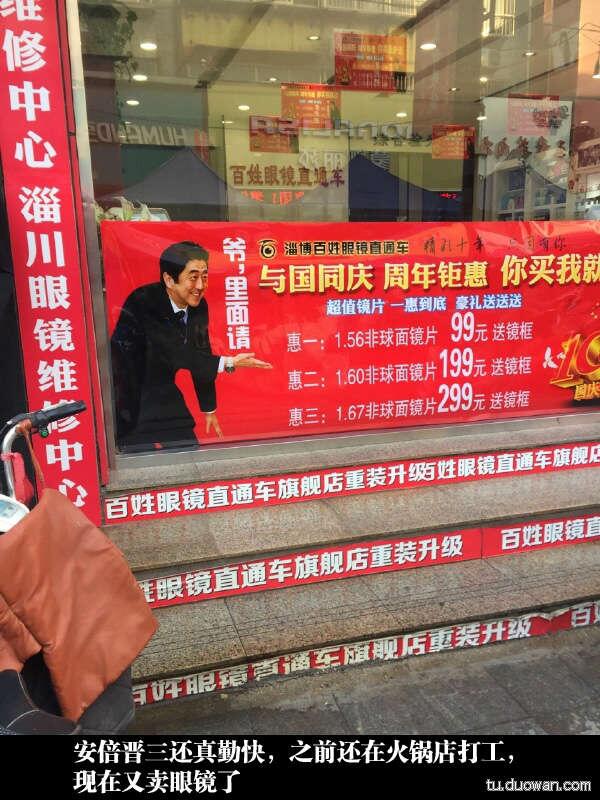 维修中心 淄川眼镜维修中心
百姓眼镜直通车
淄博百姓眼镜直通车
爷，里面请
与国同庆 周年钜惠 你买我就
超值镜片 一惠到底 豪礼送送送
惠一：1.56非球面镜片99元 送镜框
惠二：1.60非球面镜片199元 送镜框
惠三：1.67非球面镜片299元 送镜框
百姓眼镜直通车旗舰店重装升级 百姓眼镜直通车旗舰店重装升级
百姓眼镜直通车旗舰店重装升级 百姓眼镜直
百姓眼镜直通车旗舰店重装升级 百姓
安倍晋三还真勤快，之前还在火锅店打工，
现在又卖眼镜了
tu.duowan.com